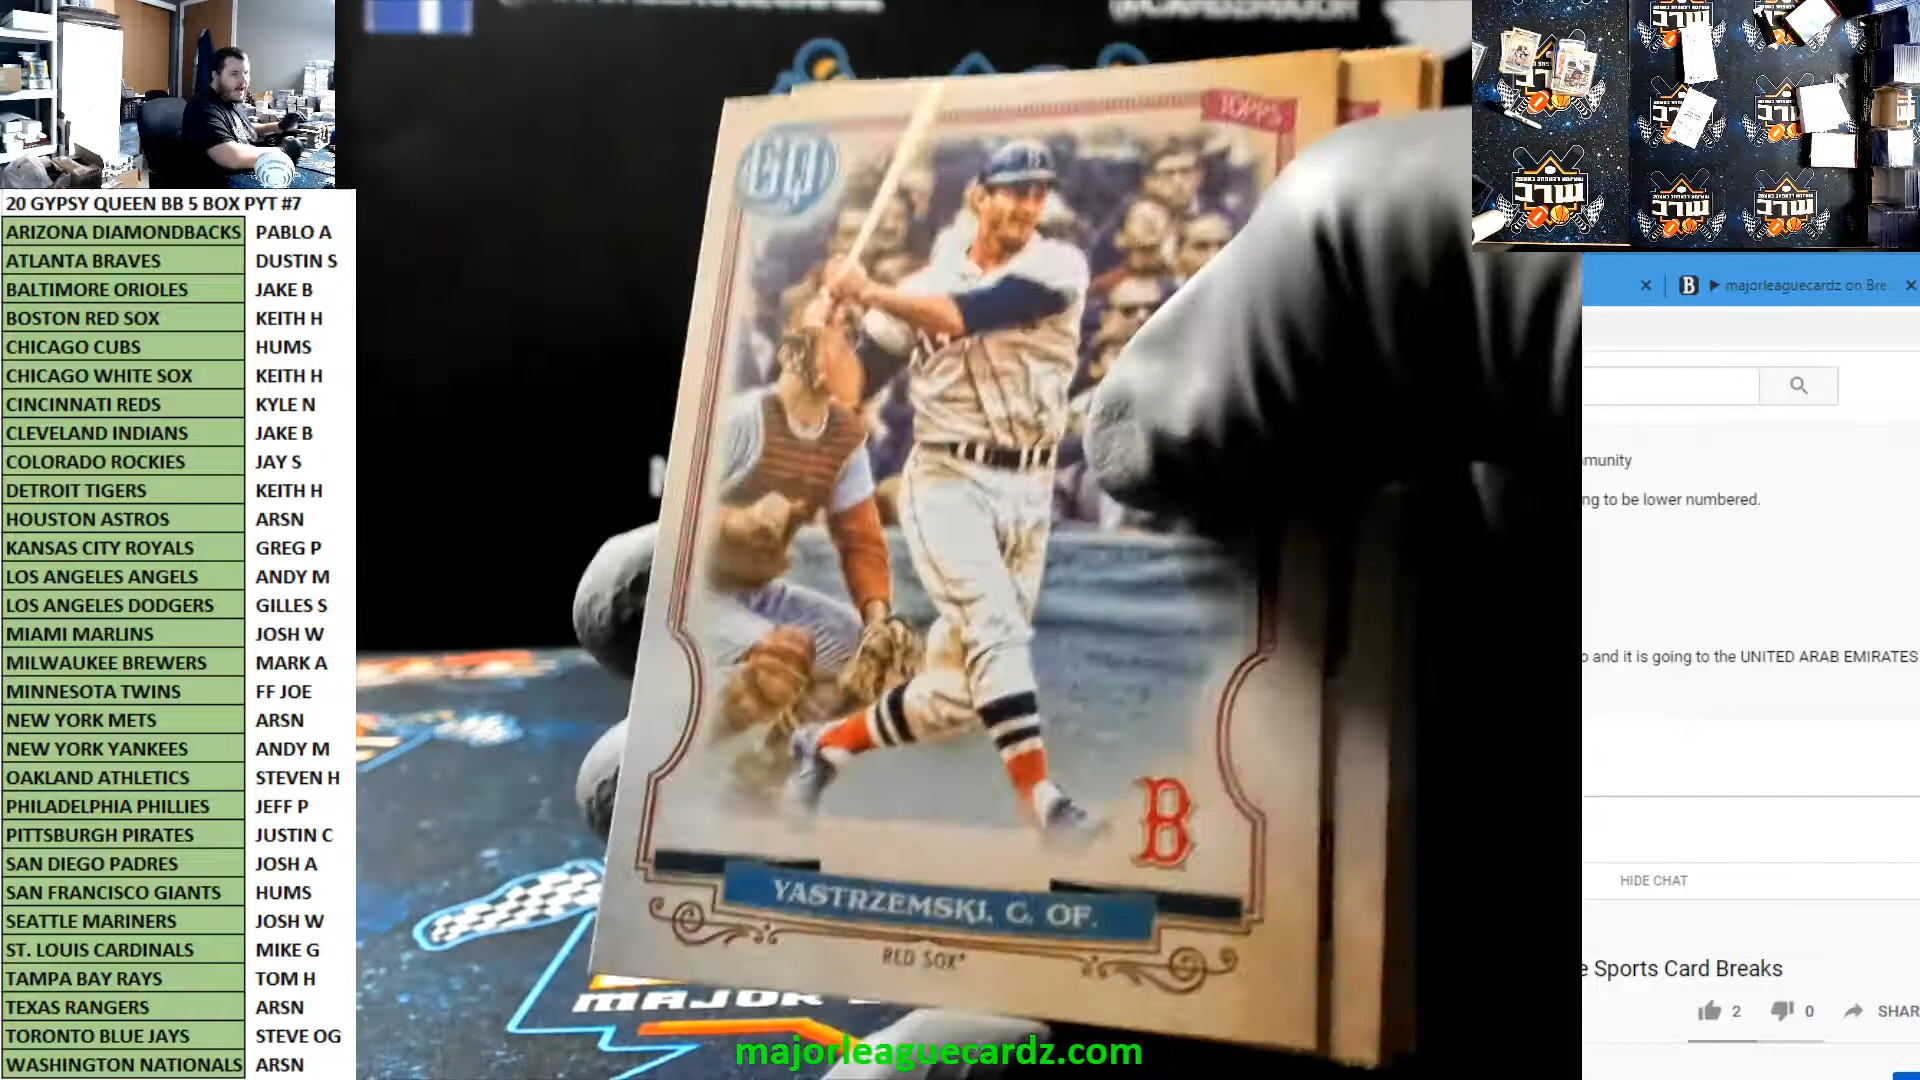 20 GYPSY QUEEN BB 5 BOX PYT #7
ARIZONA DIAMONDBACKS PABLO A
ATLANTA BRAVES DUSTIN S
BALTIMORE ORIOLES JAKE B
BOSTON RED SOX KEITH H
CHICAGO CUBS HUMS
CHICAGO WHITE SOX KEITH H
CINCINNATI REDS KYLE N
CLEVELAND INDIANS JAKE B
COLORADO ROCKIES JAY S
DETROIT TIGERS KEITH H
HOUSTON ASTROS ARSN
KANSAS CITY ROYALS GREG P
LOS ANGELES ANGELS ANDY M
LOS ANGELES DODGERS GILLES S
MIAMI MARLINS JOSH W
MILWAUKEE BREWERS MARK A
MINNESOTA TWINS FF JOE
NEW YORK METS ARSN
NEW YORK YANKEES ANDY M
OAKLAND ATHLETICS STEVEN H
PHILADELPHIA PHILLIES JEFF P
PITTSBURGH PIRATES JUSTIN C
SAN DIEGO PADRES JOSH A
SAN FRANCISCO GIANTS HUMS
SEATTLE MARINERS JOSH W
ST. LOUIS CARDINALS MIKE G
TAMPA BAY RAYS TOM H
TEXAS RANGERS ARSN
TORONTO BLUE JAYS STEVE OG
WASHINGTON NATIONALS ARSN
TOPPS
GQ
B
YASTRZEMSKI, C. OF.
RED SOX
MAJOR
majorleaguecardz.com
B majorleaguecardz on Bre
munity
ng to be lower numbered.
o and it is going to the UNITED ARAB EMIRATES
HIDE CHAT
e Sports Card Breaks
2 0 SHAR